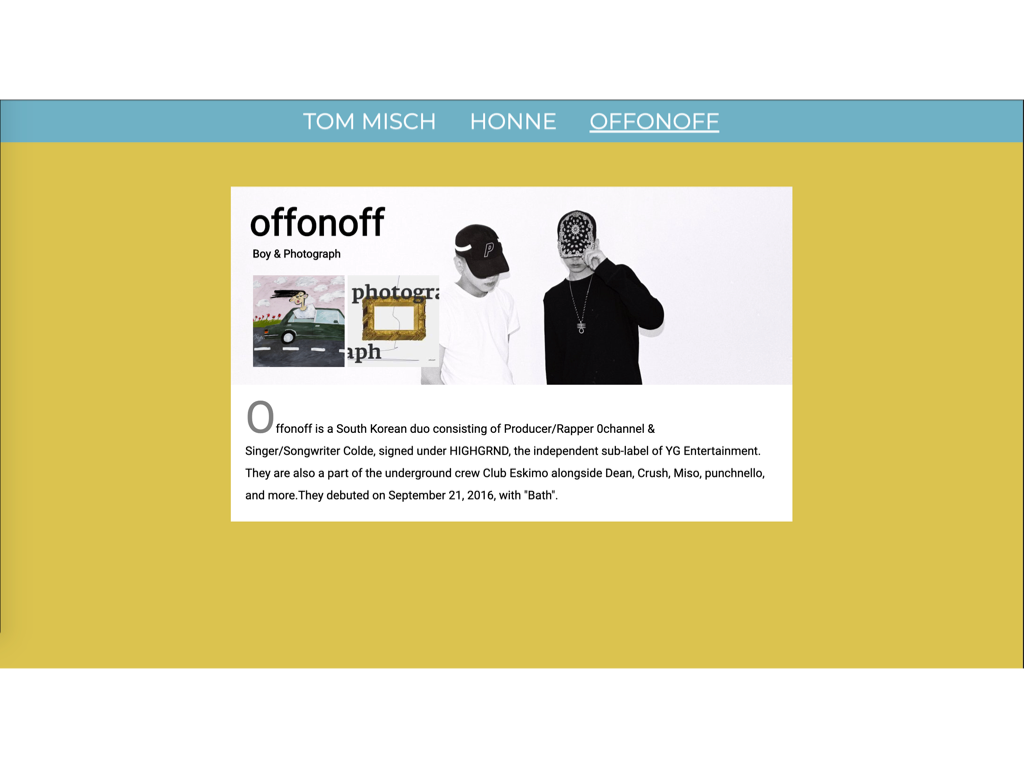 TOM MISCH HONNE OFFONOFF
offonoff
Boy & Photograph
photogra
aph
P
Offonoff is a South Korean duo consisting of Producer/Rapper 0channel &
Singer/Songwriter Colde, signed under HIGHGRND, the independent sub-label of YG Entertainment.
They are also a part of the underground crew Club Eskimo alongside Dean, Crush, Miso, punchnello,
and more.They debuted on September 21, 2016, with "Bath".